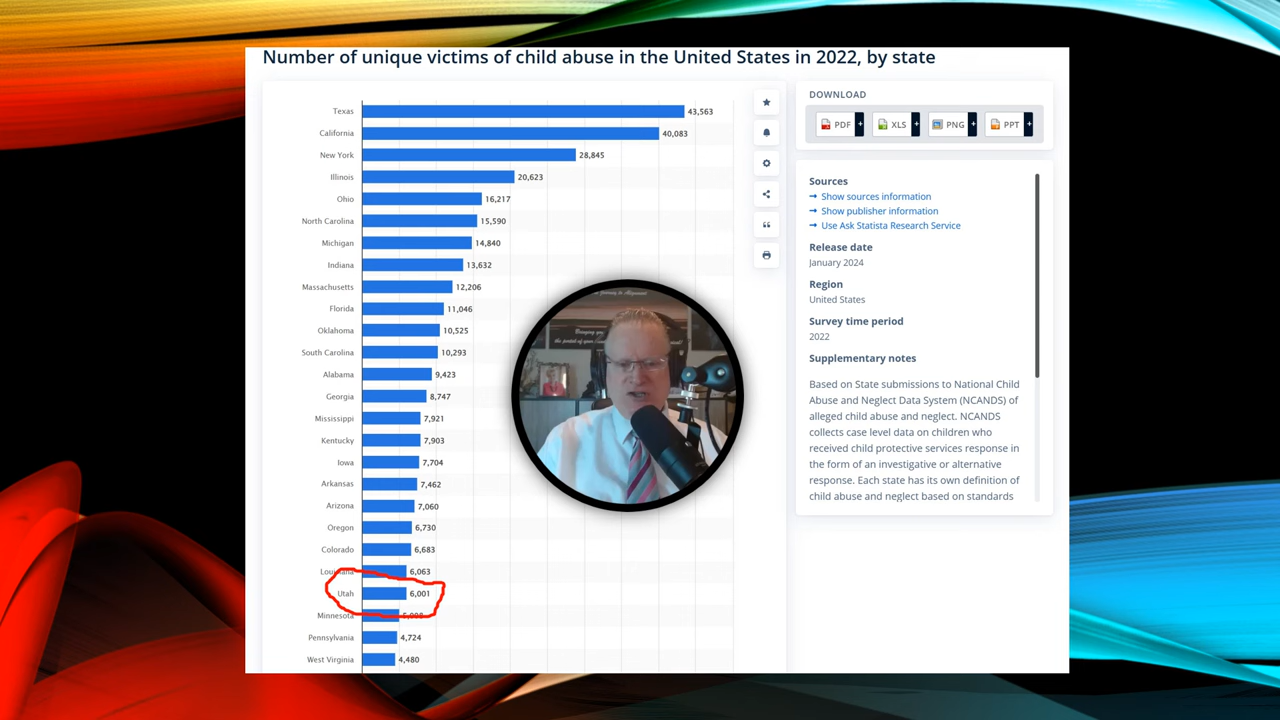 Number of unique victims of child abuse in the United States in 2022, by state
Texas 43,563
California 40,083
New York 28,845
Illinois 20,623
Ohio 16,217
North Carolina 15,590
Michigan 14,840
Indiana 13,632
Massachusetts 12,206
Florida 11,046
Oklahoma 10,525
South Carolina 10,293
Alabama 9,423
Georgia 8,747
Mississippi 7,921
Kentucky 7,903
Iowa 7,704
Arkansas 7,462
Arizona 7,060
Oregon 6,730
Colorado 6,683
Louisiana 6,063
Utah 6,001
Minnesota
Pennsylvania 4,724
West Virginia 4,480
DOWNLOAD
PDF + XLS + PNG + PPT +
Sources
→ Show sources information
→ Show publisher information
→ Use Ask Statista Research Service
Release date
January 2024
Region
United States
Survey time period
2022
Supplementary notes
Based on State submissions to National Child
Abuse and Neglect Data System (NCANDS) of
alleged child abuse and neglect. NCANDS
collects case level data on children who
received child protective services response in
the form of an investigative or alternative
response. Each state has its own definition of
child abuse and neglect based on standards